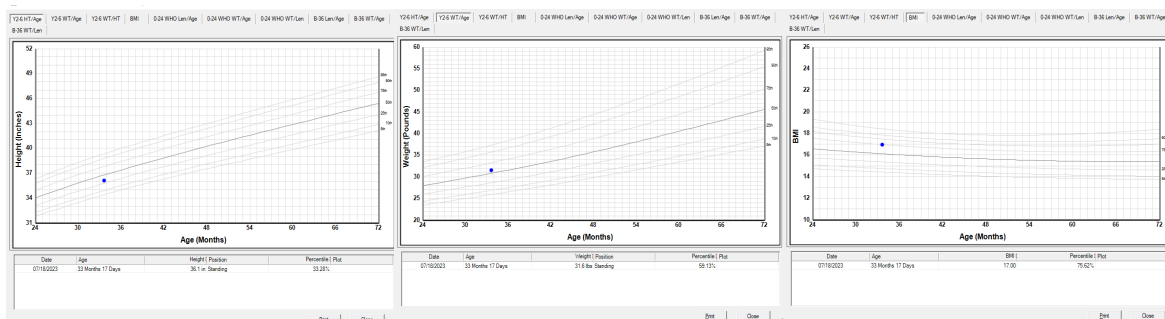 Y2-6 HT/Age Y2-6 WT/Age Y2-6 WT/HT BMI 0-24 WHO Len/Age 0-24 WHO WT/Age 0-24 WHO WT/Len B-36 Len/Age B-36 WT/Age
B-36 WT/Len
52
49
46
43
40
37
34
31
Height (Inches)
24 30 36 42 48 54 60 66 72
Age (Months)
Date Age Height ( Position Percentile Plot
07/18/2023 33 Months 17 Days 36.1 in Standing 33.28%
Print Close
Y2-6 HT/Age Y2-6 WT/Age Y2-6 WT/HT BMI 0-24 WHO Len/Age 0-24 WHO WT/Age 0-24 WHO WT/Len B-36 Len/Age B-36 WT/Age
B-36 WT/Len
60
55
50
45
40
35
30
25
20
Weight (Pounds)
24 30 36 42 48 54 60 66 72
Age (Months)
Date Age Weight ( Position Percentile Plot
07/18/2023 33 Months 17 Days 31.6 lbs Standing 59.13%
Print Close
Y2-6 HT/Age Y2-6 WT/Age Y2-6 WT/HT BMI 0-24 WHO Len/Age 0-24 WHO WT/Age 0-24 WHO WT/Len B-36 Len/Age B-36 WT/Age
B-36 WT/Len
26
24
22
20
18
16
14
12
10
BMI
24 30 36 42 48 54 60 66 72
Age (Months)
Date Age BMI ( Percentile Plot
07/18/2023 33 Months 17 Days 17.00 75.62%
Print Close